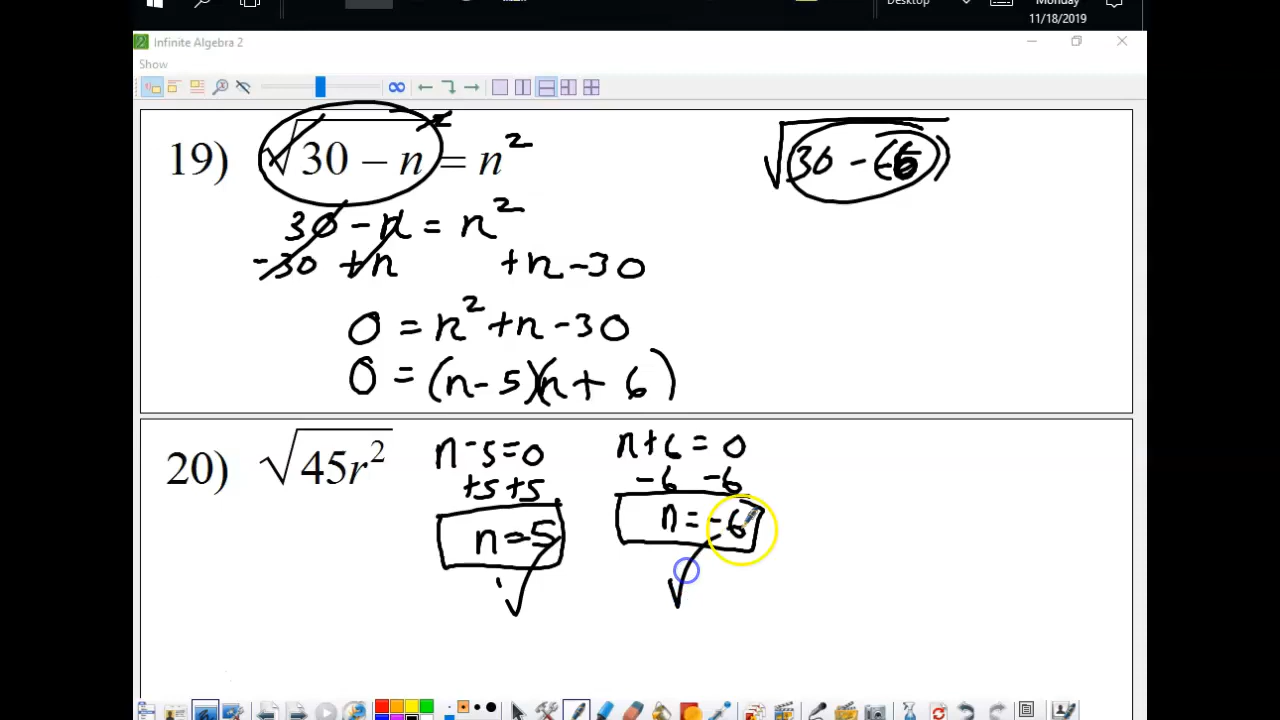 Desktop
Monday
11/18/2019
Infinite Algebra 2
Show
19) √30 − n = n²
√30 - (-6)
30 - n = n²
-30 +n +n -30
0 = n² + n - 30
0 = (n - 5)(n + 6)
20) √45r²
n - 5 = 0 n + 6 = 0
+5 +5 -6 -6
n = 5 n = -6